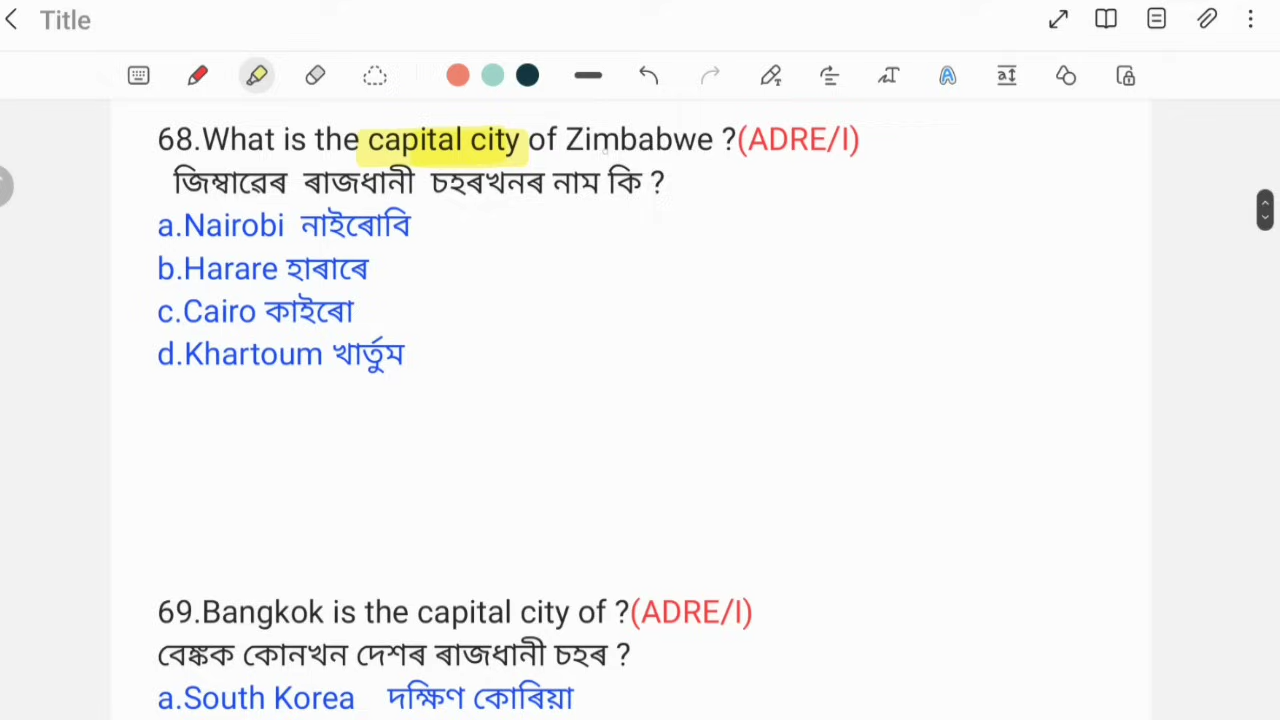 Title
68.What is the capital city of Zimbabwe ?(ADRE/I)
জিম্বাৱেৰ ৰাজধানী চহৰখনৰ নাম কি ?
a.Nairobi নাইৰোবি
b.Harare হাৰাৰে
c.Cairo কাইৰো
d.Khartoum খাৰ্তুম
69.Bangkok is the capital city of ?(ADRE/I)
বেঙ্কক কোনখন দেশৰ ৰাজধানী চহৰ ?
a.South Korea দক্ষিণ কোৰিয়া